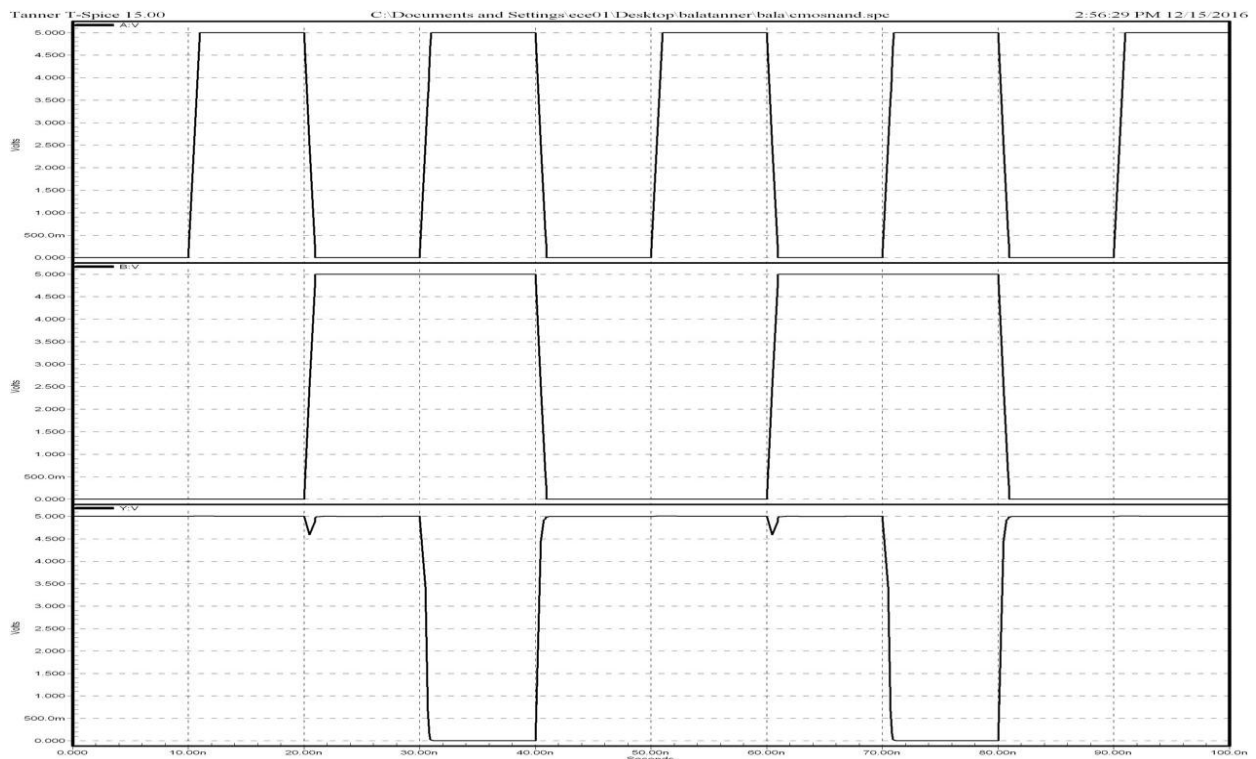 Tanner T-Spice 15.00 C:\Documents and Settings\ece01\Desktop\balatanner\bala\cmosnand.spc 2:56:29 PM 12/15/2016
A:V
5.000
4.500
4.000
3.500
3.000
2.500
2.000
1.500
1.000
500.0m
0.000
Volts
B:V
5.000
4.500
4.000
3.500
3.000
2.500
2.000
1.500
1.000
500.0m
0.000
Volts
Y:V
5.000
4.500
4.000
3.500
3.000
2.500
2.000
1.500
1.000
500.0m
0.000
Volts
0.000 10.00n 20.00n 30.00n 40.00n 50.00n 60.00n 70.00n 80.00n 90.00n 100.0n
Seconds